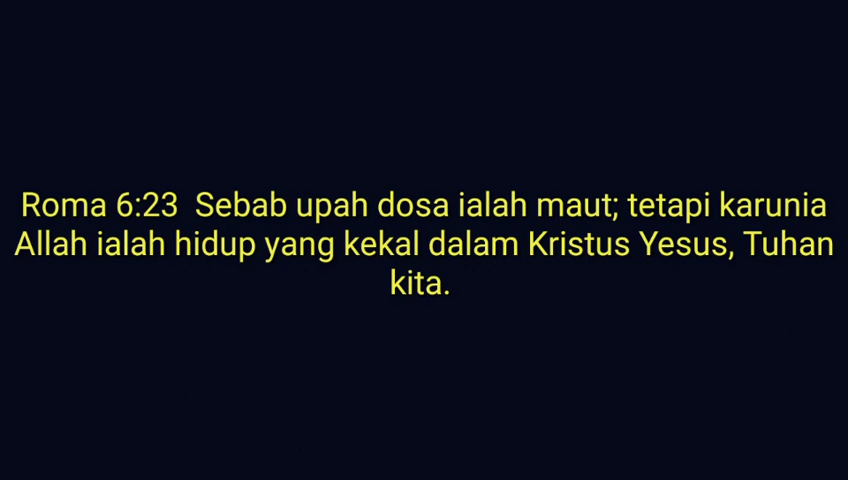 Roma 6:23  Sebab upah dosa ialah maut; tetapi karunia
Allah ialah hidup yang kekal dalam Kristus Yesus, Tuhan
kita.